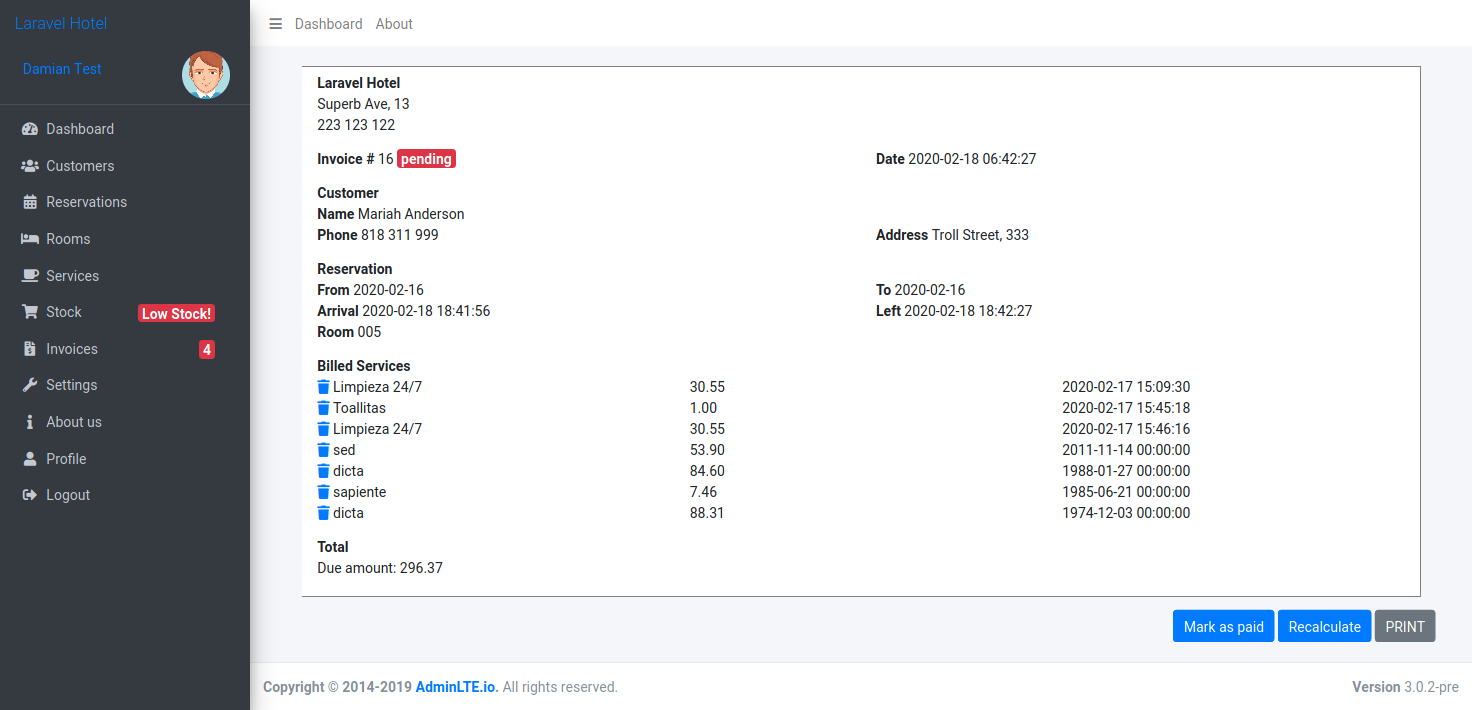 Laravel Hotel
Damian Test
Dashboard
Customers
Reservations
Rooms
Services
Stock Low Stock!
Invoices 4
Settings
About us
Profile
Logout
Dashboard About
Laravel Hotel
Superb Ave, 13
223 123 122
Invoice # 16 pending Date 2020-02-18 06:42:27
Customer
Name Mariah Anderson
Phone 818 311 999 Address Troll Street, 333
Reservation
From 2020-02-16 To 2020-02-16
Arrival 2020-02-18 18:41:56 Left 2020-02-18 18:42:27
Room 005
Billed Services
Limpieza 24/7 30.55 2020-02-17 15:09:30
Toallitas 1.00 2020-02-17 15:45:18
Limpieza 24/7 30.55 2020-02-17 15:46:16
sed 53.90 2011-11-14 00:00:00
dicta 84.60 1988-01-27 00:00:00
sapiente 7.46 1985-06-21 00:00:00
dicta 88.31 1974-12-03 00:00:00
Total
Due amount: 296.37
Mark as paid Recalculate PRINT
Copyright © 2014-2019 AdminLTE.io. All rights reserved. Version 3.0.2-pre